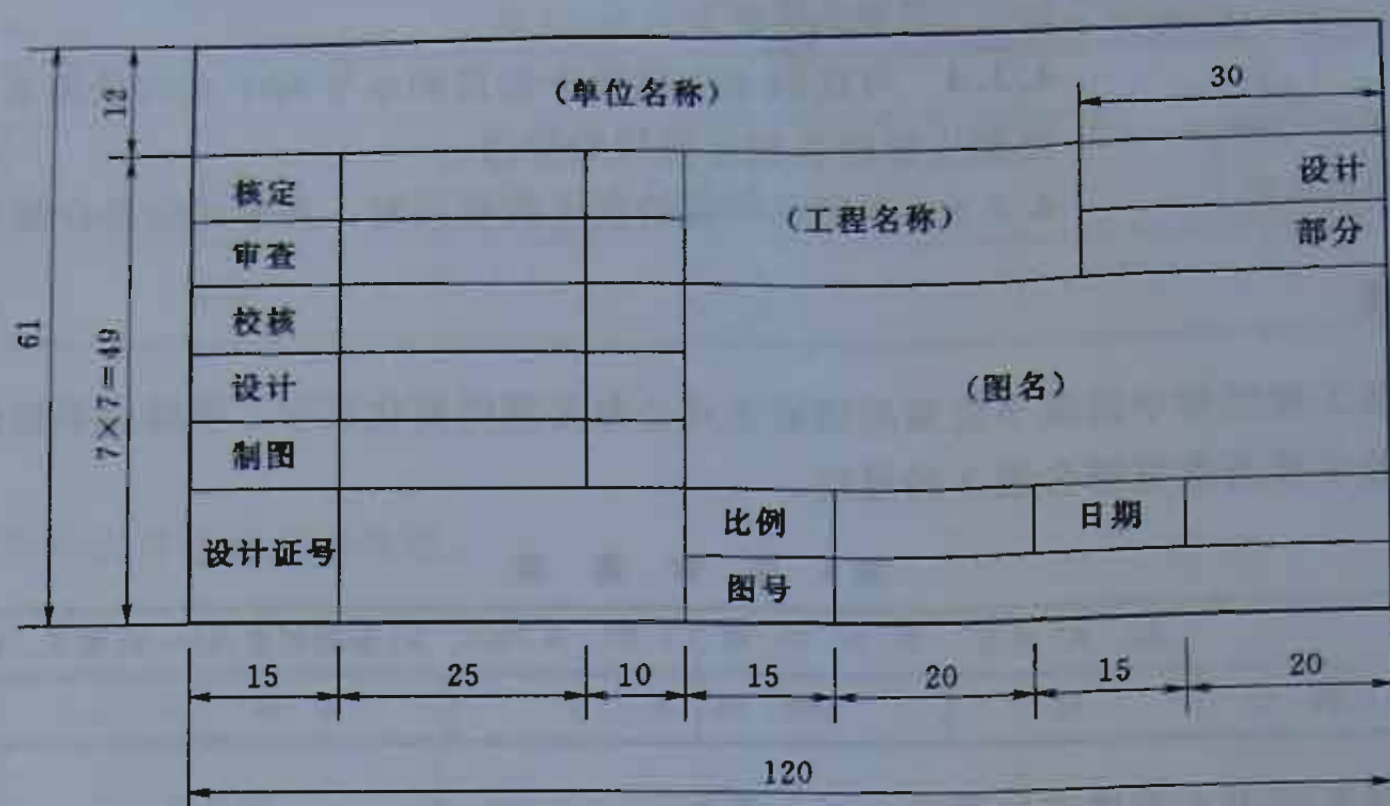 (单位名称)
30
12
核定
(工程名称)
设计
审查
部分
校核
61
7×7=49
设计
(图名)
制图
设计证号
比例
日期
图号
15 25 10 15 20 15 20
120